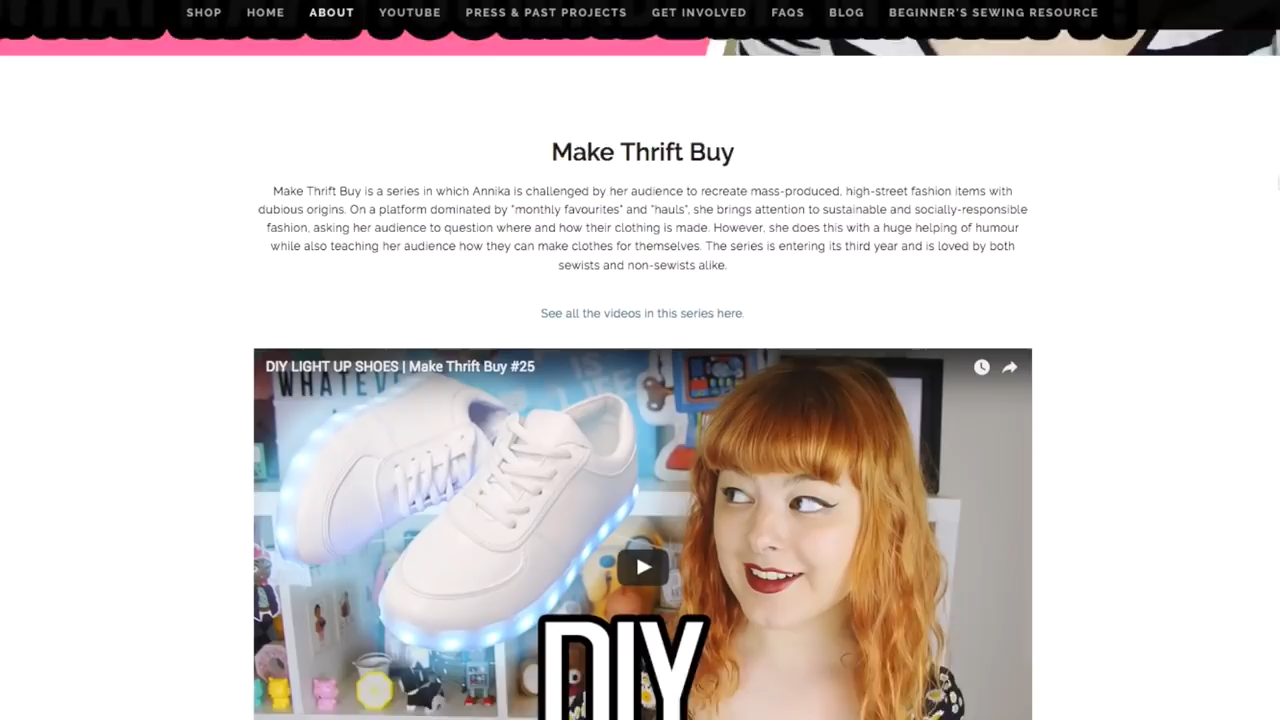 SHOP HOME ABOUT YOUTUBE PRESS & PAST PROJECTS GET INVOLVED FAQS BLOG BEGINNER'S SEWING RESOURCE
Make Thrift Buy
Make Thrift Buy is a series in which Annika is challenged by her audience to recreate mass-produced, high-street fashion items with
dubious origins. On a platform dominated by "monthly favourites" and "hauls", she brings attention to sustainable and socially-responsible
fashion, asking her audience to question where and how their clothing is made. However, she does this with a huge helping of humour
while also teaching her audience how they can make clothes for themselves. The series is entering its third year and is loved by both
sewists and non-sewists alike.
See all the videos in this series here.
DIY LIGHT UP SHOES | Make Thrift Buy #25
IS
WHATEVE
LIFE
DIY